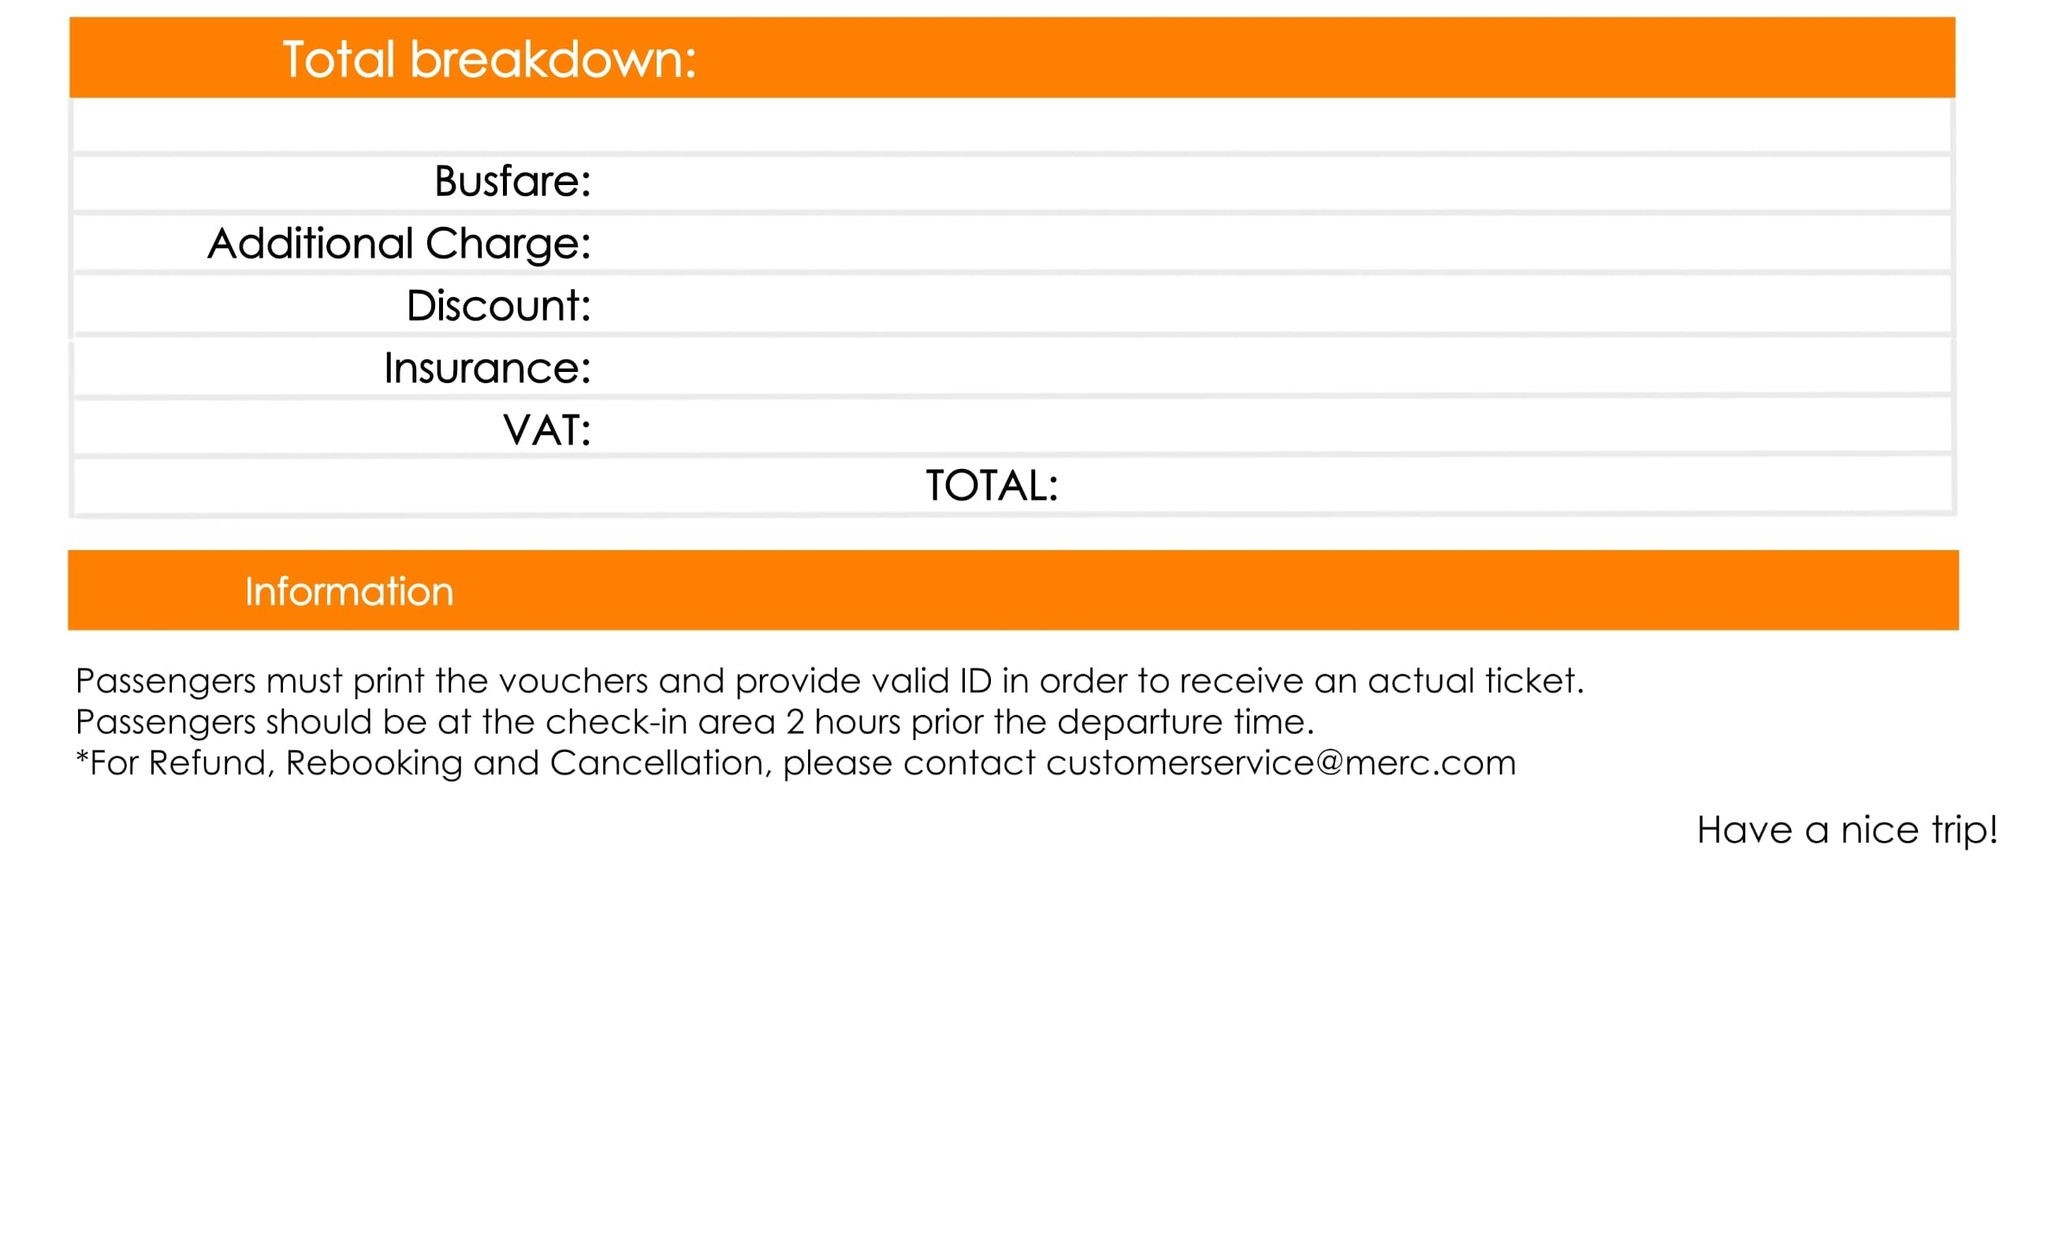 Total breakdown:
Busfare:
Additional Charge:
Discount:
Insurance:
VAT:
TOTAL:
Information
Passengers must print the vouchers and provide valid ID in order to receive an actual ticket.
Passengers should be at the check-in area 2 hours prior the departure time.
*For Refund, Rebooking and Cancellation, please contact customerservice@merc.com
Have a nice trip!